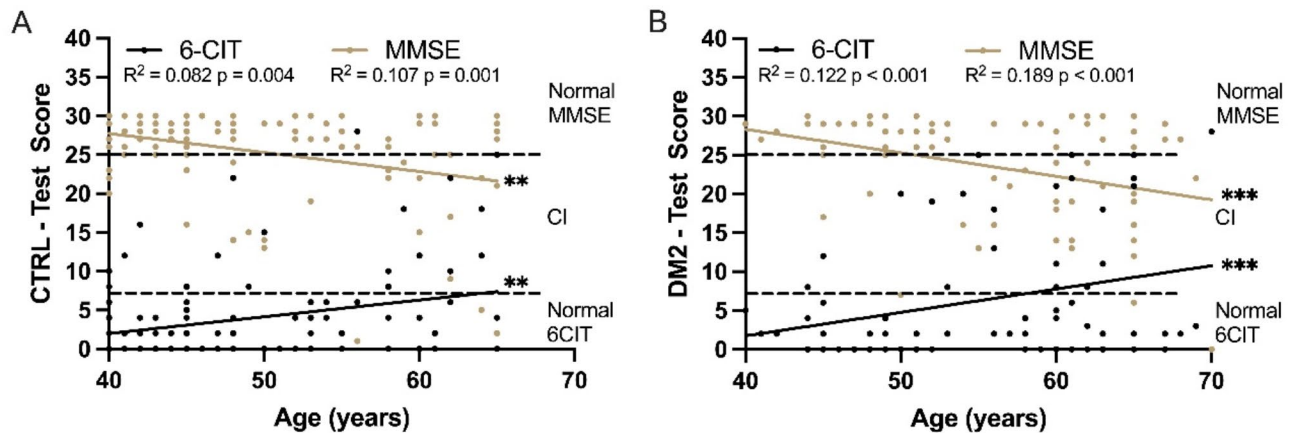 A
CTRL - Test Score
40
35
30
25
20
15
10
5
0
6-CIT
MMSE
R² = 0.082 p = 0.004
R² = 0.107 p = 0.001
Normal
MMSE
**
CI
**
Normal
6CIT
40
50
60
70
Age (years)
B
DM2 - Test Score
40
35
30
25
20
15
10
5
0
6-CIT
MMSE
R² = 0.122 p < 0.001
R² = 0.189 p < 0.001
Normal
MMSE
***
CI
***
Normal
6CIT
40
50
60
70
Age (years)